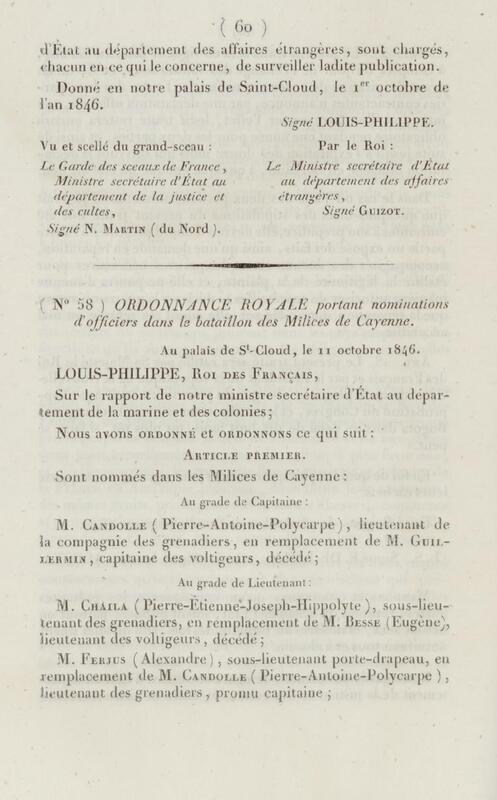 ( 60 )
d'État au département des affaires étrangères, sont chargés,
chacun en ce qui le concerne, de surveiller ladite publication.
Donné en notre palais de Saint-Cloud, le 1er octobre de
l'an 1846.
Signé LOUIS-PHILIPPE.
Vu et scellé du grand-sceau :
Le Garde des sceaux de France,
Ministre secrétaire d'État au
département de la justice et
des cultes,
Signé N. MARTIN ( du Nord ).
Par le Roi :
Le Ministre secrétaire d'État
au département des affaires
étrangères,
Signé GUIZOT.
( N° 58 ) ORDONNANCE ROYALE portant nominations
d'officiers dans le bataillon des Milices de Cayenne.
Au palais de St-Cloud, le 11 octobre 1846.
LOUIS-PHILIPPE, ROI DES FRANÇAIS,
Sur le rapport de notre ministre secrétaire d'État au dépar-
tement de la marine et des colonies;
Nous avons ORDONNÉ et ORDONNONS ce qui suit :
ARTICLE PREMIER.
Sont nommés dans les Milices de Cayenne :
Au grade de Capitaine :
M. CANDOLLE ( Pierre-Antoine-Polycarpe ), lieutenant de
la compagnie des grenadiers, en remplacement de M. GUIL-
LERMIN, capitaine des voltigeurs, décédé ;
Au grade de Lieutenant :
M. CHAILA ( Pierre-Étienne-Joseph-Hippolyte ), sous-lieu-
tenant des grenadiers, en remplacement de M. BESSE (Eugène),
lieutenant des voltigeurs, décédé ;
M. FERJUS ( Alexandre ), sous-lieutenant porte-drapeau, en
remplacement de M. CANDOLLE ( Pierre-Antoine-Polycarpe ),
lieutenant des grenadiers, promu capitaine ;